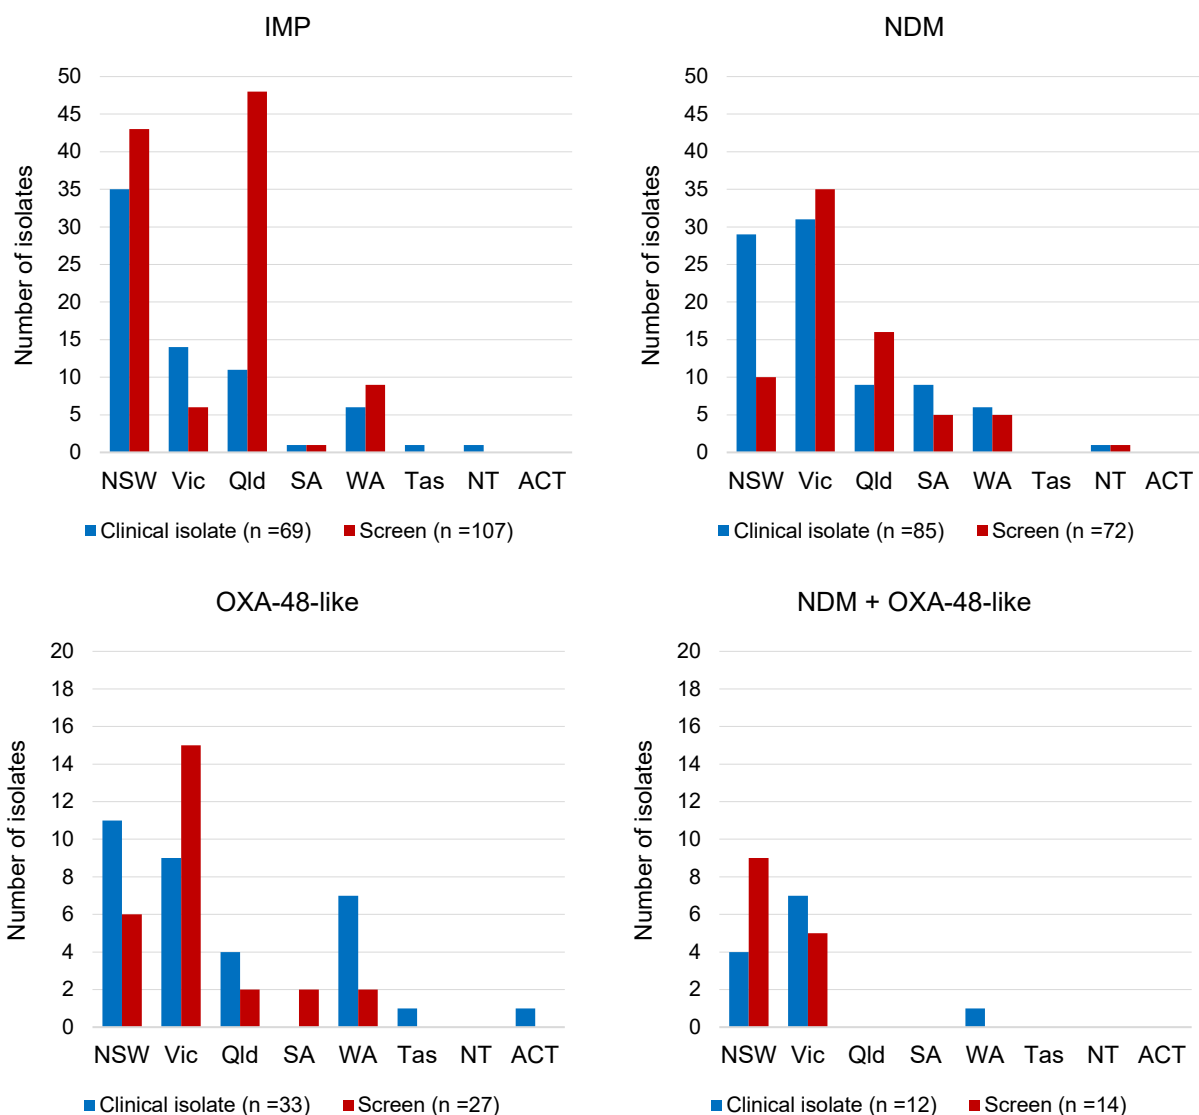 IMP
Number of isolates
50
45
40
35
30
25
20
15
10
5
0
NSW Vic Qld SA WA Tas NT ACT
Clinical isolate (n =69) Screen (n =107)
NDM
Number of isolates
50
45
40
35
30
25
20
15
10
5
0
NSW Vic Qld SA WA Tas NT ACT
Clinical isolate (n =85) Screen (n =72)
OXA-48-like
Number of isolates
20
18
16
14
12
10
8
6
4
2
0
NSW Vic Qld SA WA Tas NT ACT
Clinical isolate (n =33) Screen (n =27)
NDM + OXA-48-like
Number of isolates
20
18
16
14
12
10
8
6
4
2
0
NSW Vic Qld SA WA Tas NT ACT
Clinical isolate (n =12) Screen (n =14)